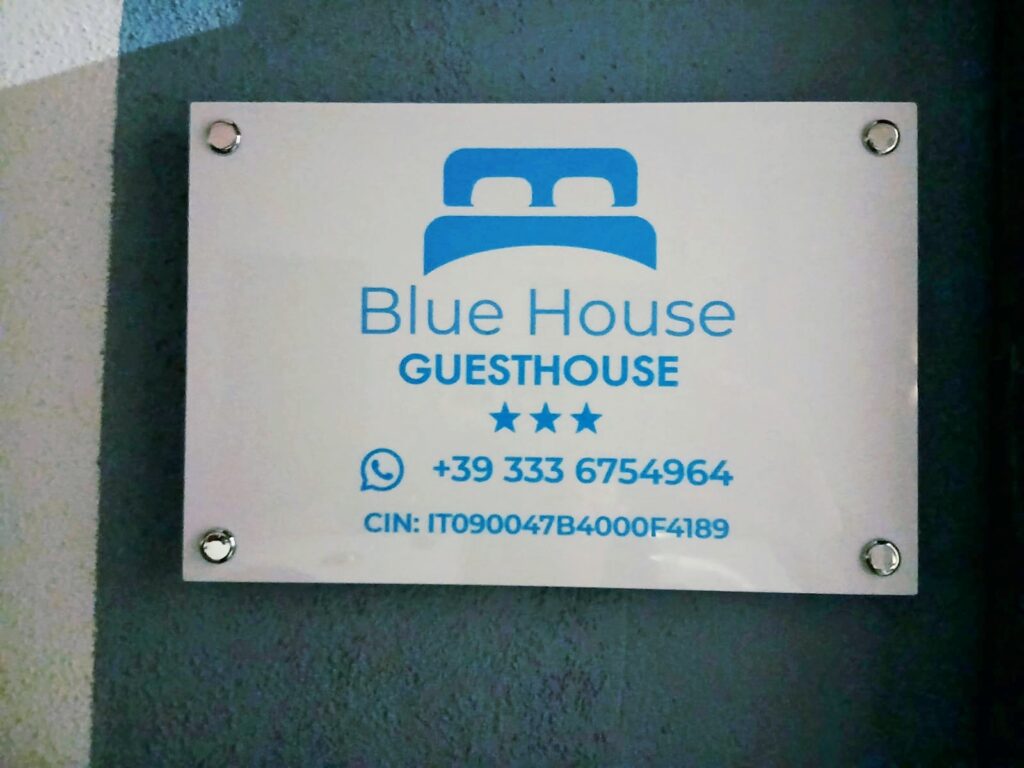 Blue House
GUESTHOUSE
+39 333 6754964
CIN: IT090047B4000F4189